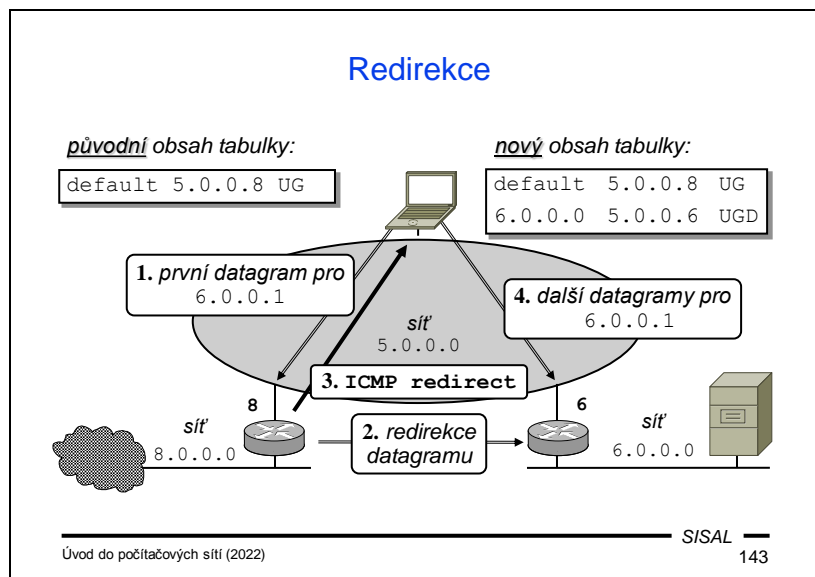 Redirekce
původní obsah tabulky:
default 5.0.0.8 UG
nový obsah tabulky:
default 5.0.0.8 UG
6.0.0.0 5.0.0.6 UGD
1. první datagram pro
6.0.0.1
4. další datagramy pro
6.0.0.1
síť
5.0.0.0
3. ICMP redirect
8
6
síť
8.0.0.0
2. redirekce
datagramu
síť
6.0.0.0
SISAL
Úvod do počítačových sítí (2022)
143